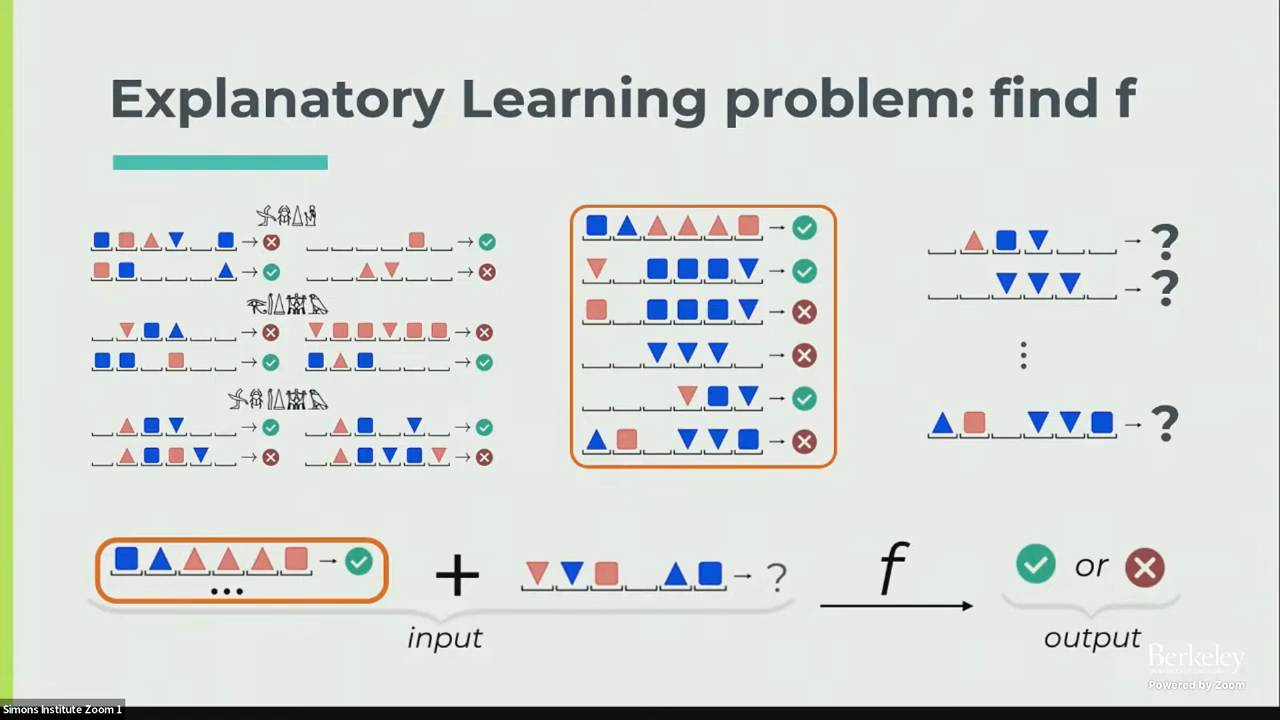 Explanatory Learning problem: find f
?
?
?
...
+
?
f
or
input
output
Berkeley
Powered by Zoom
Simons Institute Zoom 1